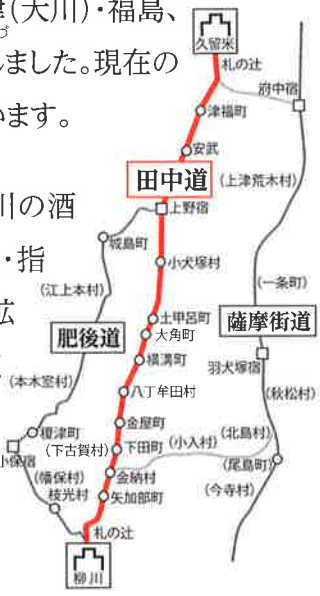 津(大川)・福島、
づ
しました。現在の
います。
川の酒
・指
広
久留米
札の辻
府中宿
津福町
安武
田中道
(上津荒木村)
上野宿
城島町
小犬塚村
(江上本村)
(一条町)
土甲呂町
薩摩街道
肥後道
大角町
横溝町
羽犬塚宿
(本木室村)
八丁牟田村
(秋松村)
金屋町
(北島村)
榎津町
(下古賀村)
下田町
(小入村)
小保宿
(尾島町)
(幡保村)
金納村
(今寺村)
枝光村
矢加部町
札の辻
柳川